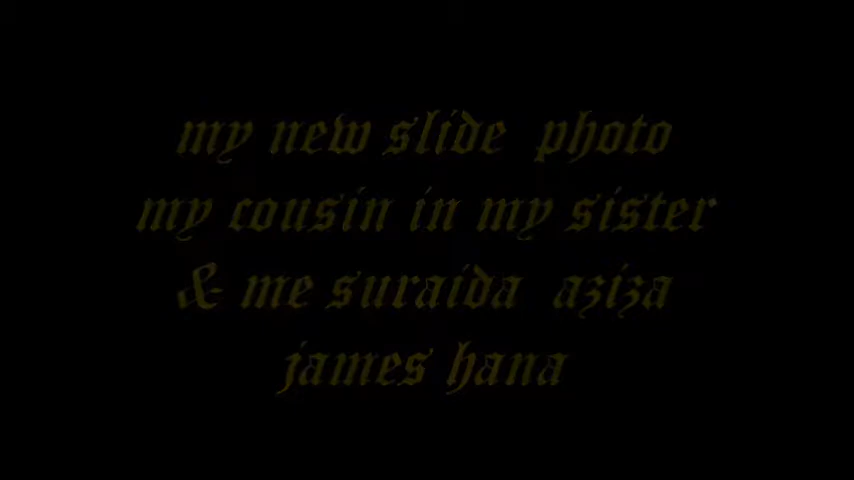 my new slide photo
my cousin in my sister
& me suraida aziza
james hana